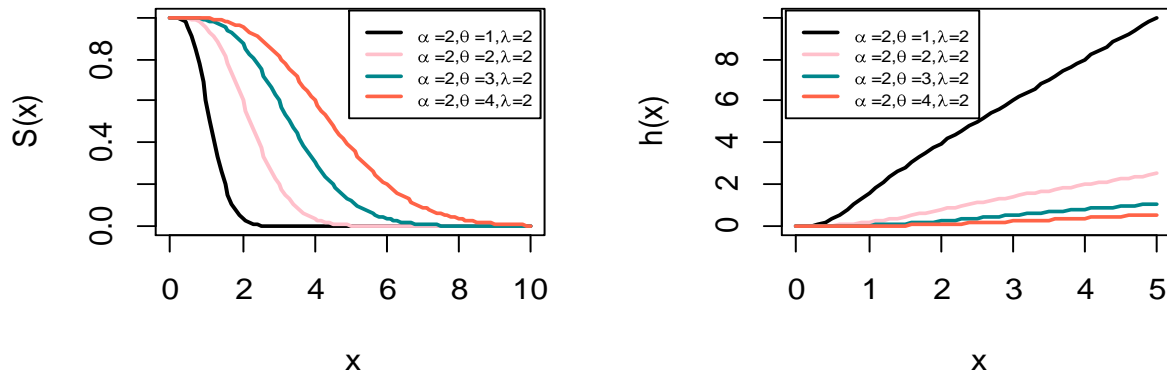 S(x)
0.0
0.4
0.8
0
2
4
6
8
10
x
α =2,θ =1,λ=2
α =2,θ =2,λ=2
α =2,θ =3,λ=2
α =2,θ =4,λ=2
h(x)
0
2
4
6
8
0
1
2
3
4
5
x
α =2,θ =1,λ=2
α =2,θ =2,λ=2
α =2,θ =3,λ=2
α =2,θ =4,λ=2